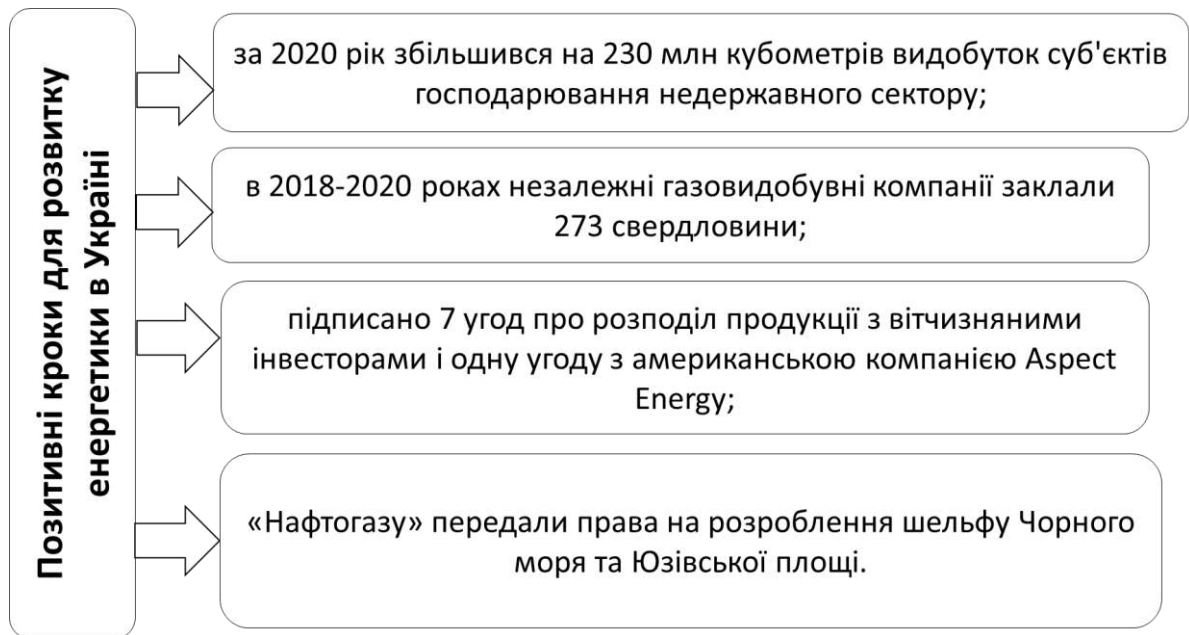 Позитивні кроки для розвитку
енергетики в Україні
за 2020 рік збільшився на 230 млн кубометрів видобуток суб'єктів
господарювання недержавного сектору;
в 2018-2020 роках незалежні газовидобувні компанії заклали
273 свердловини;
підписано 7 угод про розподіл продукції з вітчизняними
інвесторами і одну угоду з американською компанією Aspect
Energy;
«Нафтогазу» передали права на розроблення шельфу Чорного
моря та Юзівської площі.